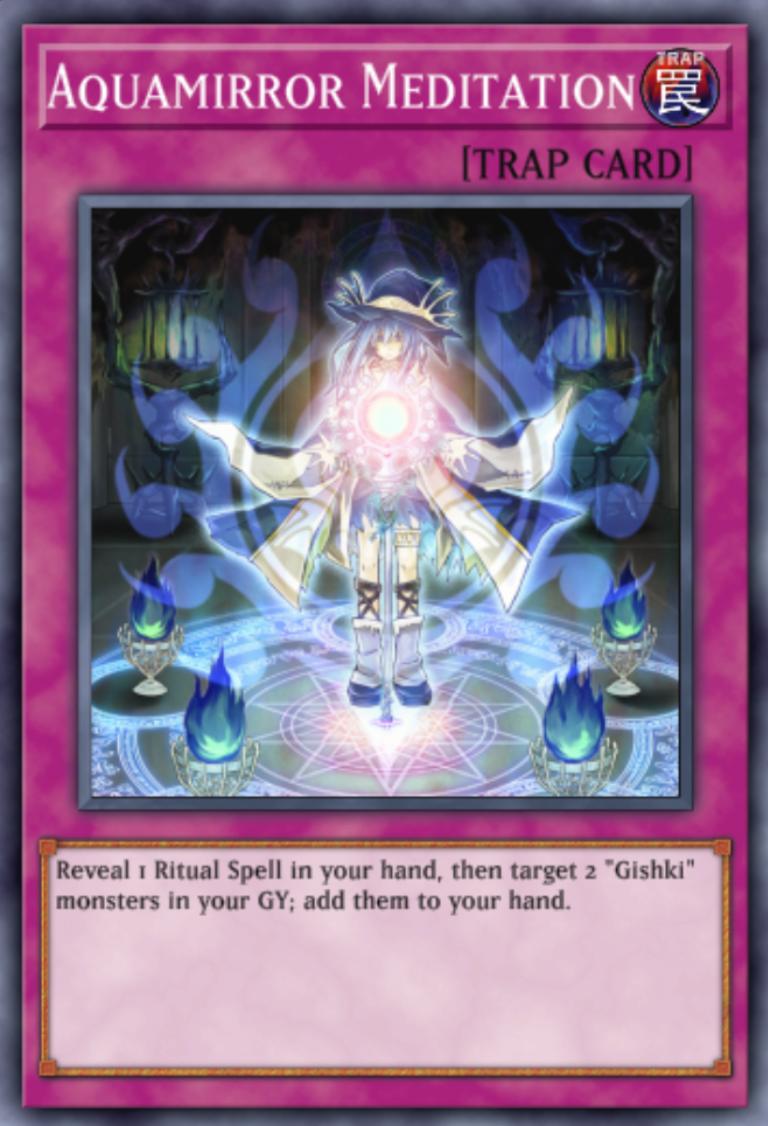 AQUAMIRROR MEDITATION
TRAP
罠
[TRAP CARD]
Reveal 1 Ritual Spell in your hand, then target 2 "Gishki"
monsters in your GY; add them to your hand.